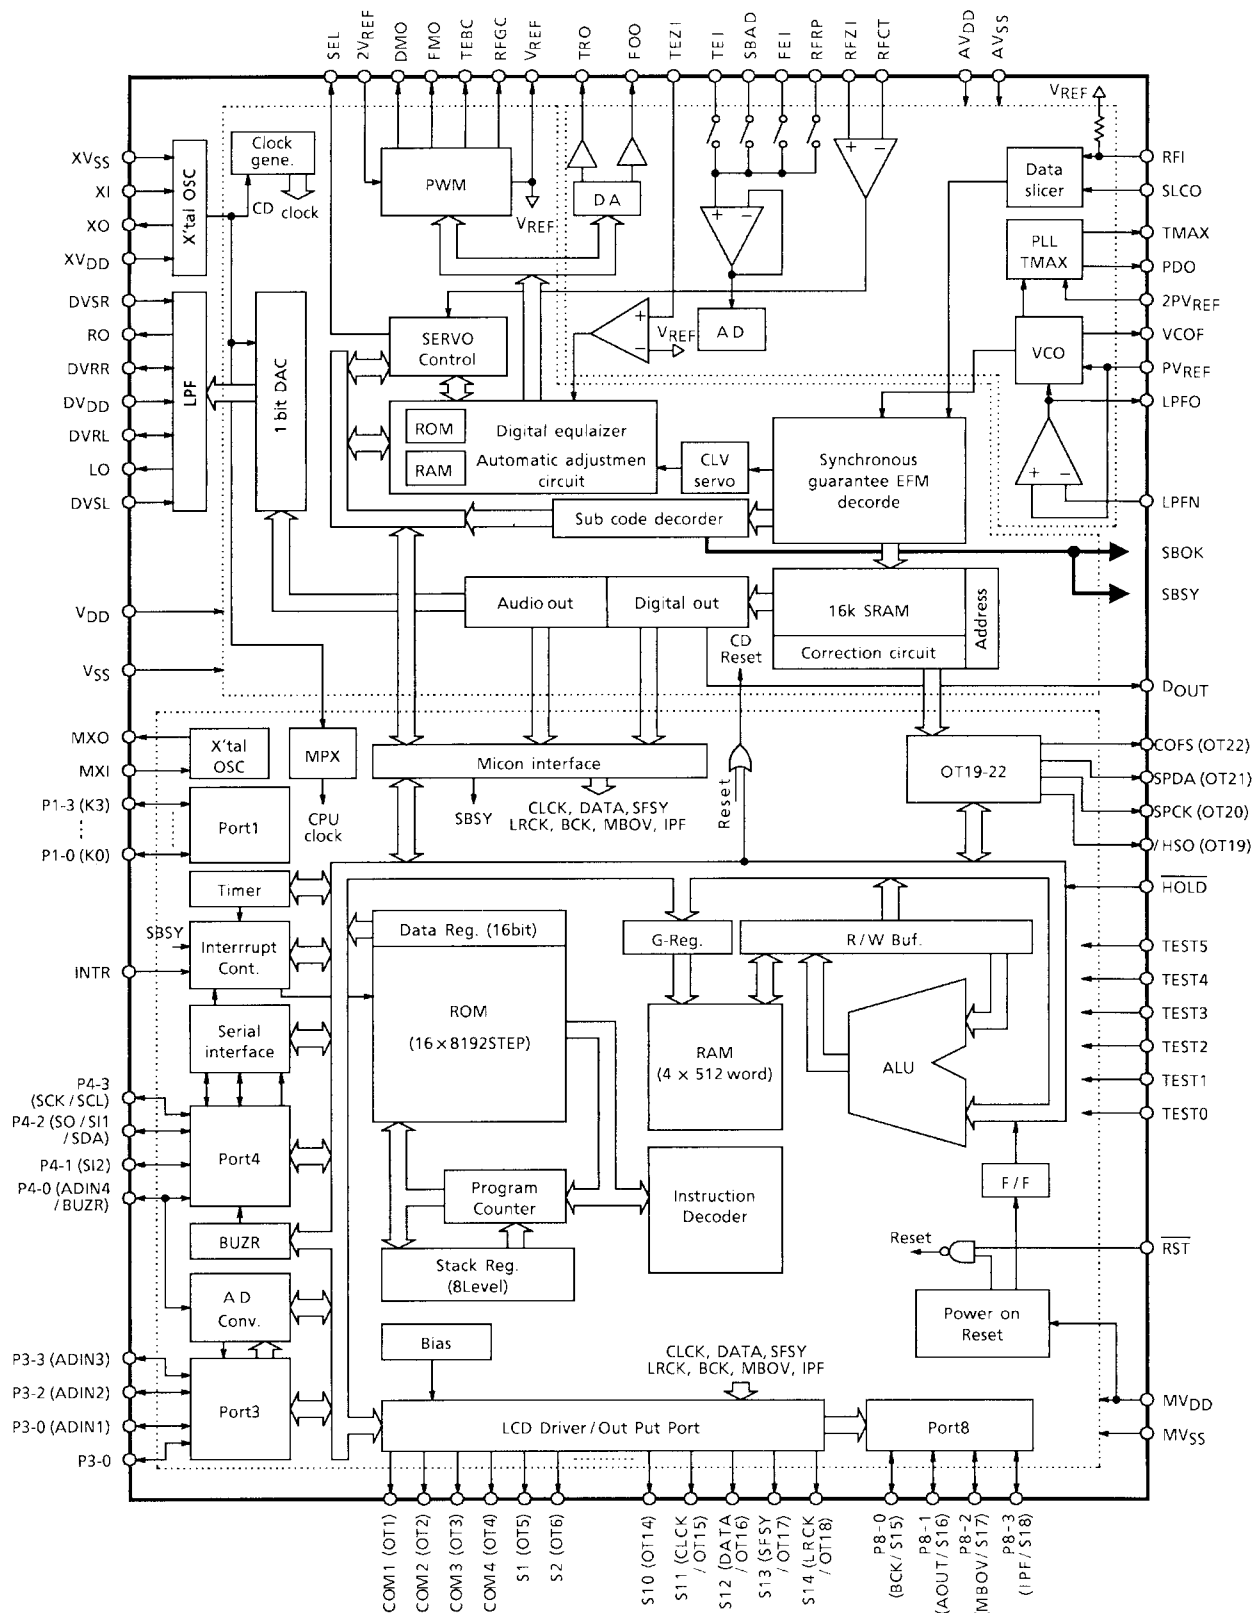 SEL
2VREF
DMO
FMO
TEBC
RFGC
VREF
TRO
FOO
TEZI
TEI
SBAD
FEI
RFRP
RFZI
RFCT
AVDD
AVSS
VREF
XVSS
XI
XO
XVDD
X'tal OSC
Clock
gene.
CD clock
PWM
VREF
DA
+ −
+ −
Data
slicer
RFI
SLCO
PLL
TMAX
TMAX
PDO
2PVREF
DVSR
RO
DVRR
DVDD
DVRL
LO
DVSL
LPF
1 bit DAC
SERVO
Control
+
−
VREF
AD
VCO
VCOF
PVREF
LPFO
ROM
Digital equlaizer
RAM
Automatic adjustmen
circuit
CLV
servo
Synchronous
guarantee EFM
decorde
+ −
LPFN
Sub code decorder
SBOK
SBSY
VDD
VSS
Audio out
Digital out
16k SRAM
Address
Correction circuit
CD
Reset
DOUT
MXO
MXI
X'tal
OSC
MPX
CPU
clock
Micon interface
SBSY
CLCK, DATA, SFSY
LRCK, BCK, MBOV, IPF
Reset
OT19-22
COFS (OT22)
SPDA (OT21)
SPCK (OT20)
/HSO (OT19)
P1-3 (K3)
P1-0 (K0)
Port1
HOLD
Timer
SBSY
Interrrupt
Cont.
INTR
Data Reg. (16bit)
ROM
(16×8192STEP)
G-Reg.
R/W Buf.
TEST5
TEST4
TEST3
TEST2
TEST1
TEST0
Serial
interface
RAM
(4 × 512 word)
ALU
P4-3
(SCK / SCL)
P4-2 (SO / SI1
/ SDA)
P4-1 (SI2)
P4-0 (ADIN4
/ BUZR)
Port4
Program
Counter
Instruction
Decoder
F/F
BUZR
Stack Reg.
(8Level)
Reset
RST
AD
Conv.
Power on
Reset
Bias
CLCK, DATA, SFSY
LRCK, BCK, MBOV, IPF
P3-3 (ADIN3)
P3-2 (ADIN2)
P3-0 (ADIN1)
P3-0
Port3
LCD Driver/Out Put Port
Port8
MVDD
MVSS
COM1 (OT1)
COM2 (OT2)
COM3 (OT3)
COM4 (OT4)
S1 (OT5)
S2 (OT6)
S10 (OT14)
S11 (CLCK
/ OT15)
S12 (DATA
/ OT16)
S13 (SFSY
/ OT17)
S14 (LRCK
/ OT18)
P8-0
(BCK/ S15)
P8-1
(AOUT/ S16)
P8-2
(MBOV/ S17)
P8-3
(IPF/ S18)